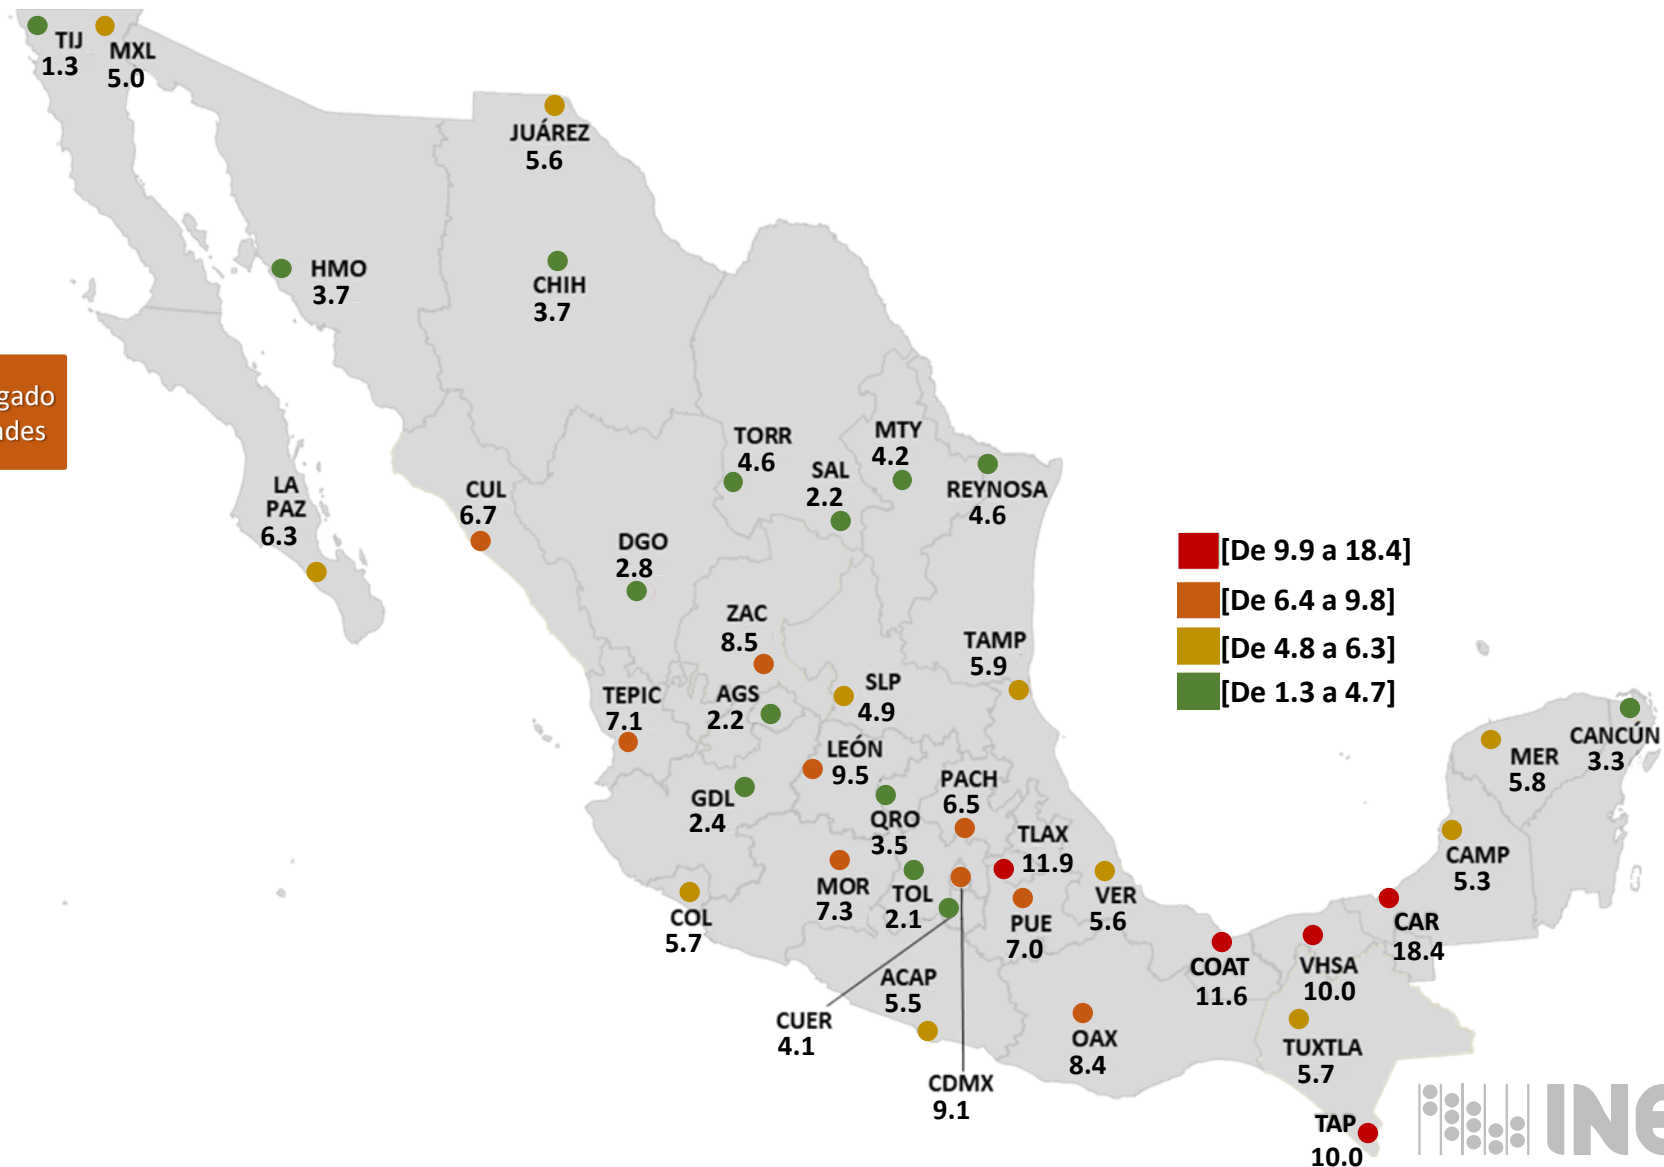 TIJ
1.3
MXL
5.0
JUÁREZ
5.6
HMO
3.7
CHIH
3.7
LA
PAZ
6.3
CUL
6.7
DGO
2.8
TORR
4.6
SAL
2.2
MTY
4.2
REYNOSA
4.6
ZAC
8.5
TAMP
5.9
TEPIC
7.1
AGS
2.2
SLP
4.9
LEÓN
9.5
GDL
2.4
QRO
3.5
PACH
6.5
TLAX
11.9
MOR
7.3
TOL
2.1
PUE
7.0
VER
5.6
COL
5.7
ACAP
5.5
CUER
4.1
CDMX
9.1
OAX
8.4
COAT
11.6
VHSA
10.0
TUXTLA
5.7
TAP
10.0
CAR
18.4
CAMP
5.3
MER
5.8
CANCÚN
3.3
[De 9.9 a 18.4]
[De 6.4 a 9.8]
[De 4.8 a 6.3]
[De 1.3 a 4.7]
gado
des
INE